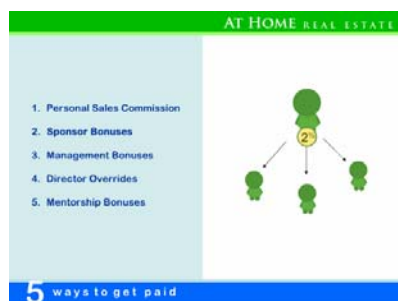 AT HOME REAL ESTATE
1. Personal Sales Commission
2. Sponsor Bonuses
3. Management Bonuses
4. Director Overrides
5. Mentorship Bonuses
2%
5 ways to get paid